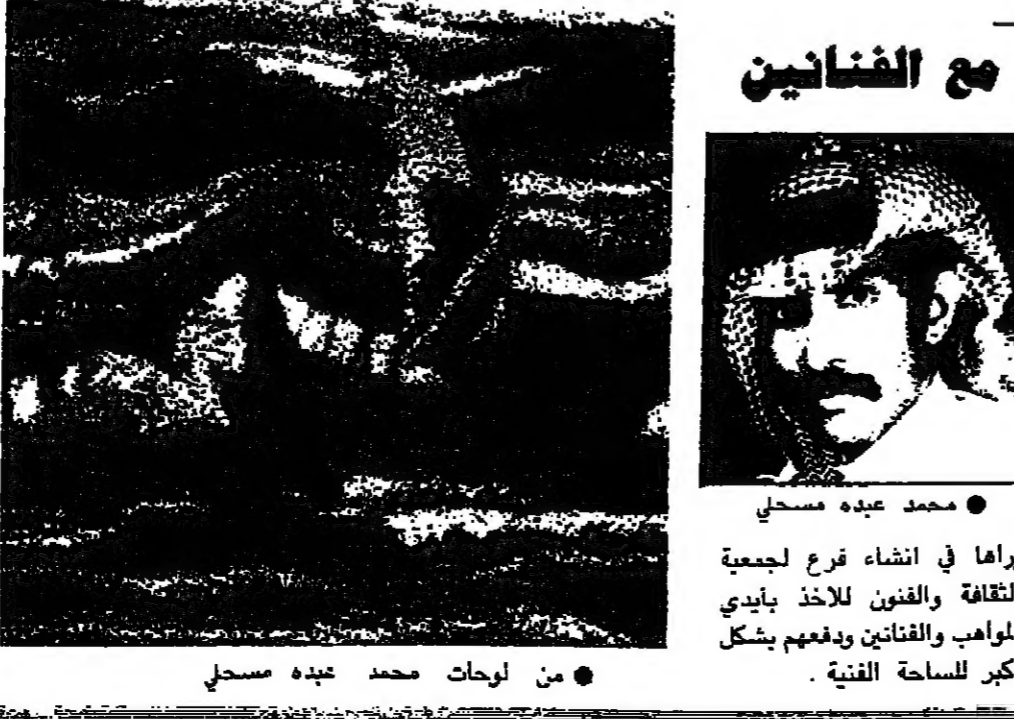 مع الفنانين
● محمد عبده مسحلي
راها في انشاء فرع لجمعية
لثقافة والفنون للاخذ بأيدي
لمواهب والفنانين ودفعهم بشكل
كبر للساحة الفنية .
● من لوحات محمد عبده مسحلي